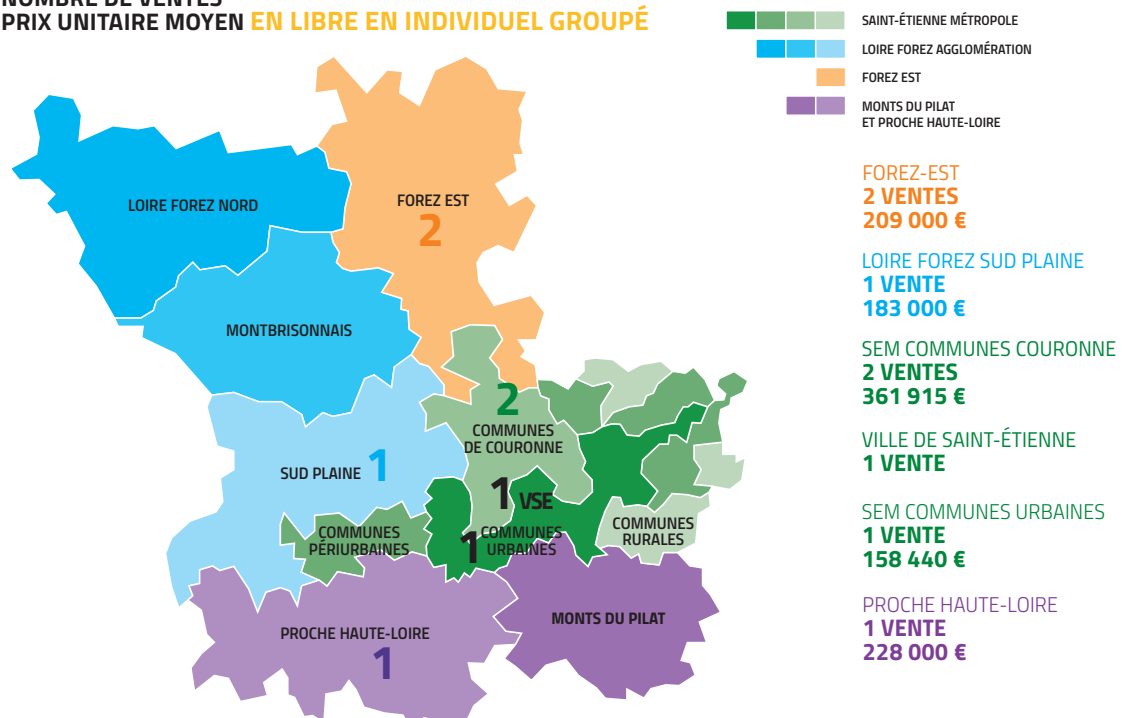 NOMBRE DE VENTES
PRIX UNITAIRE MOYEN EN LIBRE EN INDIVIDUEL GROUPÉ
SAINT-ÉTIENNE MÉTROPOLE
LOIRE FOREZ AGGLOMÉRATION
FOREZ EST
MONTS DU PILAT
ET PROCHE HAUTE-LOIRE
LOIRE FOREZ NORD
FOREZ EST
2
MONTBRISONNAIS
2
COMMUNES
DE COURONNE
SUD PLAINE 1
1 VSE
COMMUNES
PÉRIURBAINES
1 COMMUNES
URBAINES
COMMUNES
RURALES
PROCHE HAUTE-LOIRE
1
MONTS DU PILAT
FOREZ-EST
2 VENTES
209 000 €
LOIRE FOREZ SUD PLAINE
1 VENTE
183 000 €
SEM COMMUNES COURONNE
2 VENTES
361 915 €
VILLE DE SAINT-ÉTIENNE
1 VENTE
SEM COMMUNES URBAINES
1 VENTE
158 440 €
PROCHE HAUTE-LOIRE
1 VENTE
228 000 €